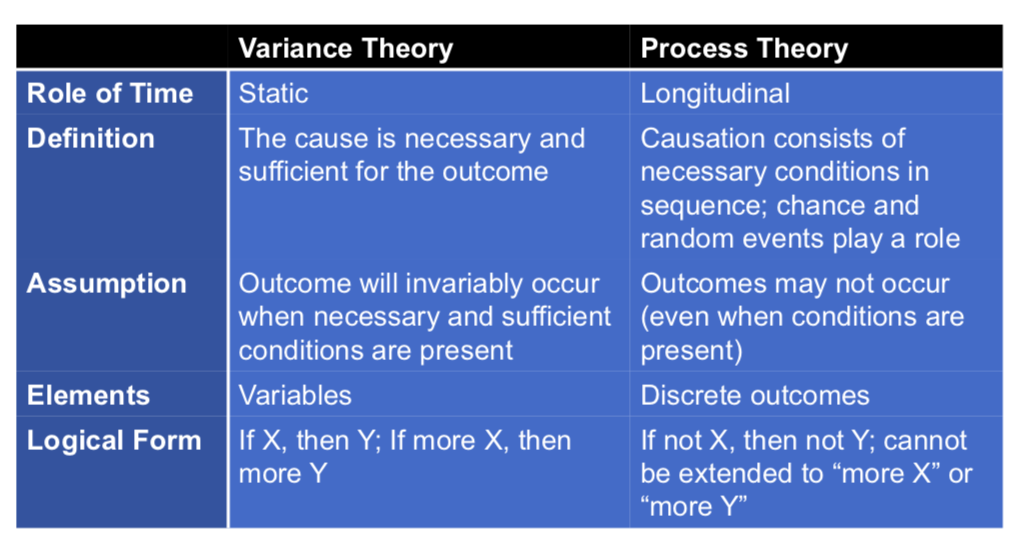 Variance Theory Process Theory
Role of Time Static Longitudinal
Definition The cause is necessary and Causation consists of
sufficient for the outcome necessary conditions in
sequence; chance and
random events play a role
Assumption Outcome will invariably occur Outcomes may not occur
when necessary and sufficient (even when conditions are
conditions are present present)
Elements Variables Discrete outcomes
Logical Form If X, then Y; If more X, then If not X, then not Y; cannot
more Y be extended to “more X” or
“more Y”